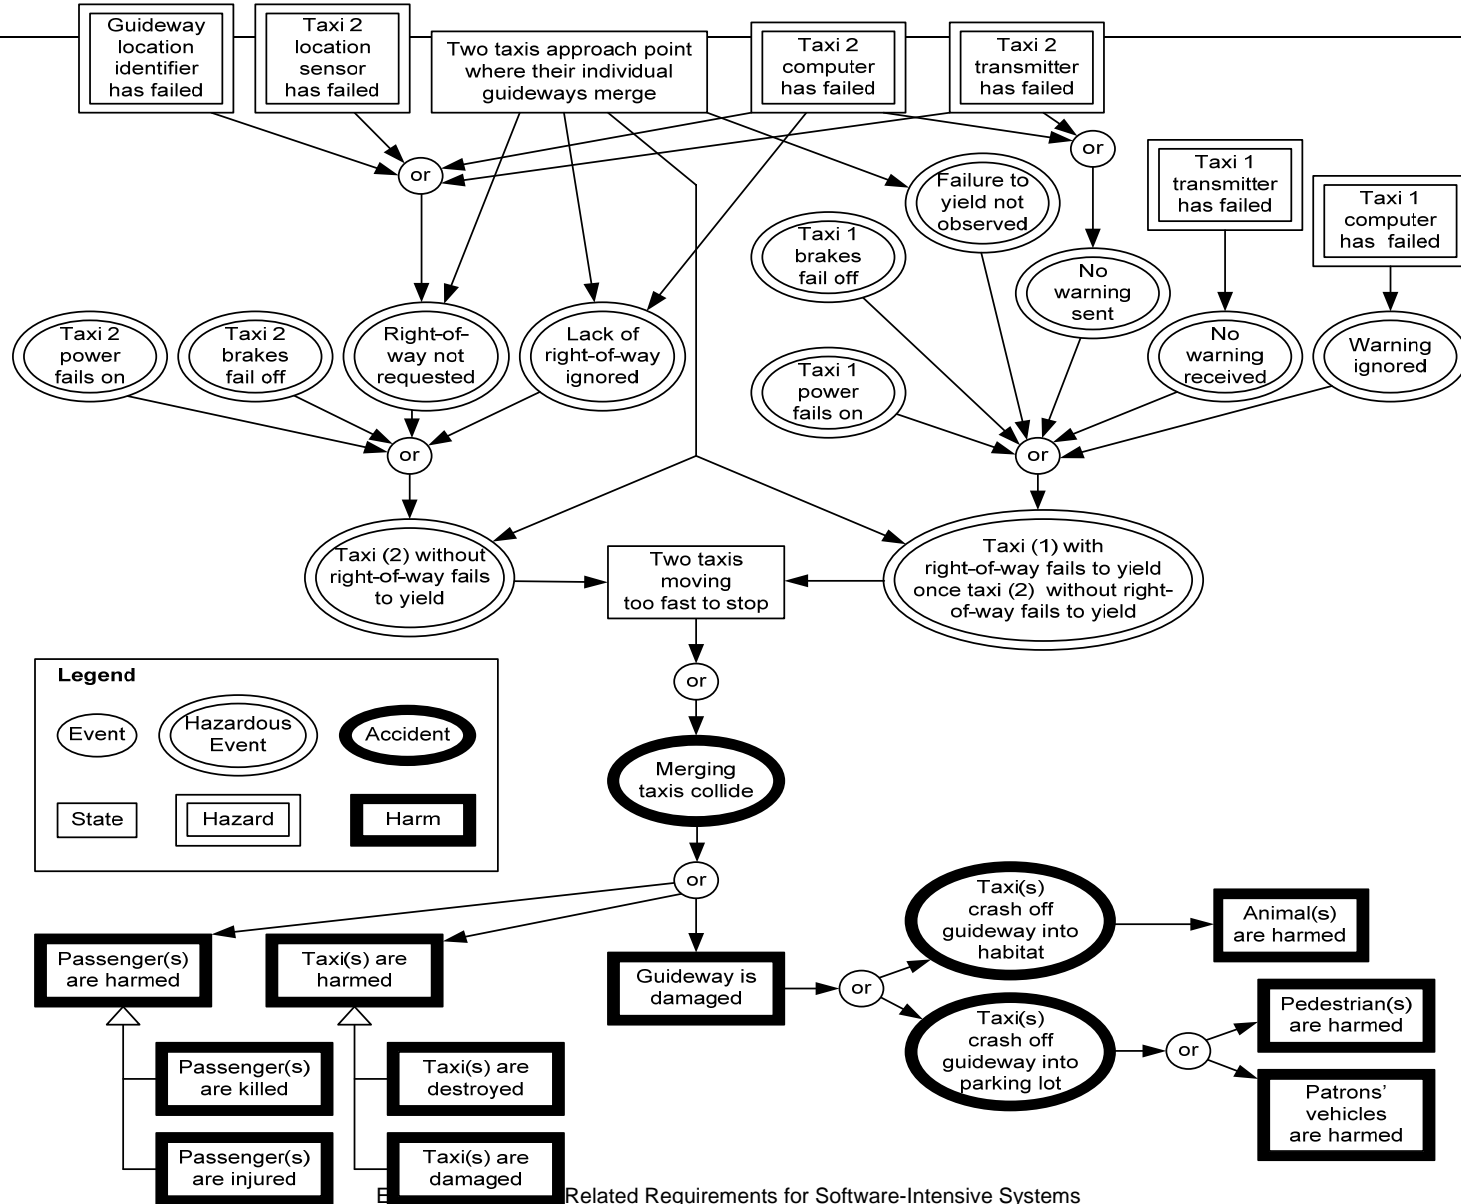 Guideway
location
identifier
has failed
Taxi 2
location
sensor
has failed
Two taxis approach point
where their individual
guideways merge
Taxi 2
computer
has failed
Taxi 2
transmitter
has failed
or
or
Failure to
yield not
observed
Taxi 1
transmitter
has failed
Taxi 1
computer
has failed
Taxi 1
brakes
fail off
No
warning
sent
Taxi 2
power
fails on
Taxi 2
brakes
fail off
Right-of-
way not
requested
Lack of
right-of-way
ignored
Taxi 1
power
fails on
No
warning
received
Warning
ignored
or
or
Taxi (2) without
right-of-way fails
to yield
Two taxis
moving
too fast to stop
Taxi (1) with
right-of-way fails to yield
once taxi (2) without right-
of-way fails to yield
or
Legend
Event
Hazardous
Event
Accident
State
Hazard
Harm
Merging
taxis collide
or
Passenger(s)
are harmed
Taxi(s) are
harmed
Guideway is
damaged
or
Taxi(s)
crash off
guideway into
habitat
Animal(s)
are harmed
Taxi(s)
crash off
guideway into
parking lot
or
Pedestrian(s)
are harmed
Patrons’
vehicles
are harmed
Passenger(s)
are killed
Taxi(s) are
destroyed
Passenger(s)
are injured
Taxi(s) are
damaged
Related Requirements for Software-Intensive Systems